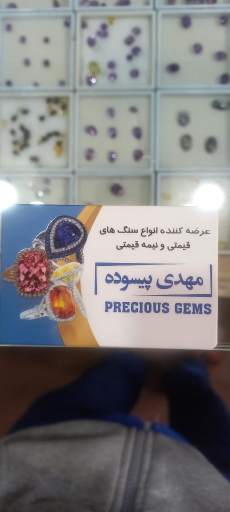 عرضه کننده انواع سنگ های
قیمتی و نیمه قیمتی
مهدی پیسوده
PRECIOUS GEMS